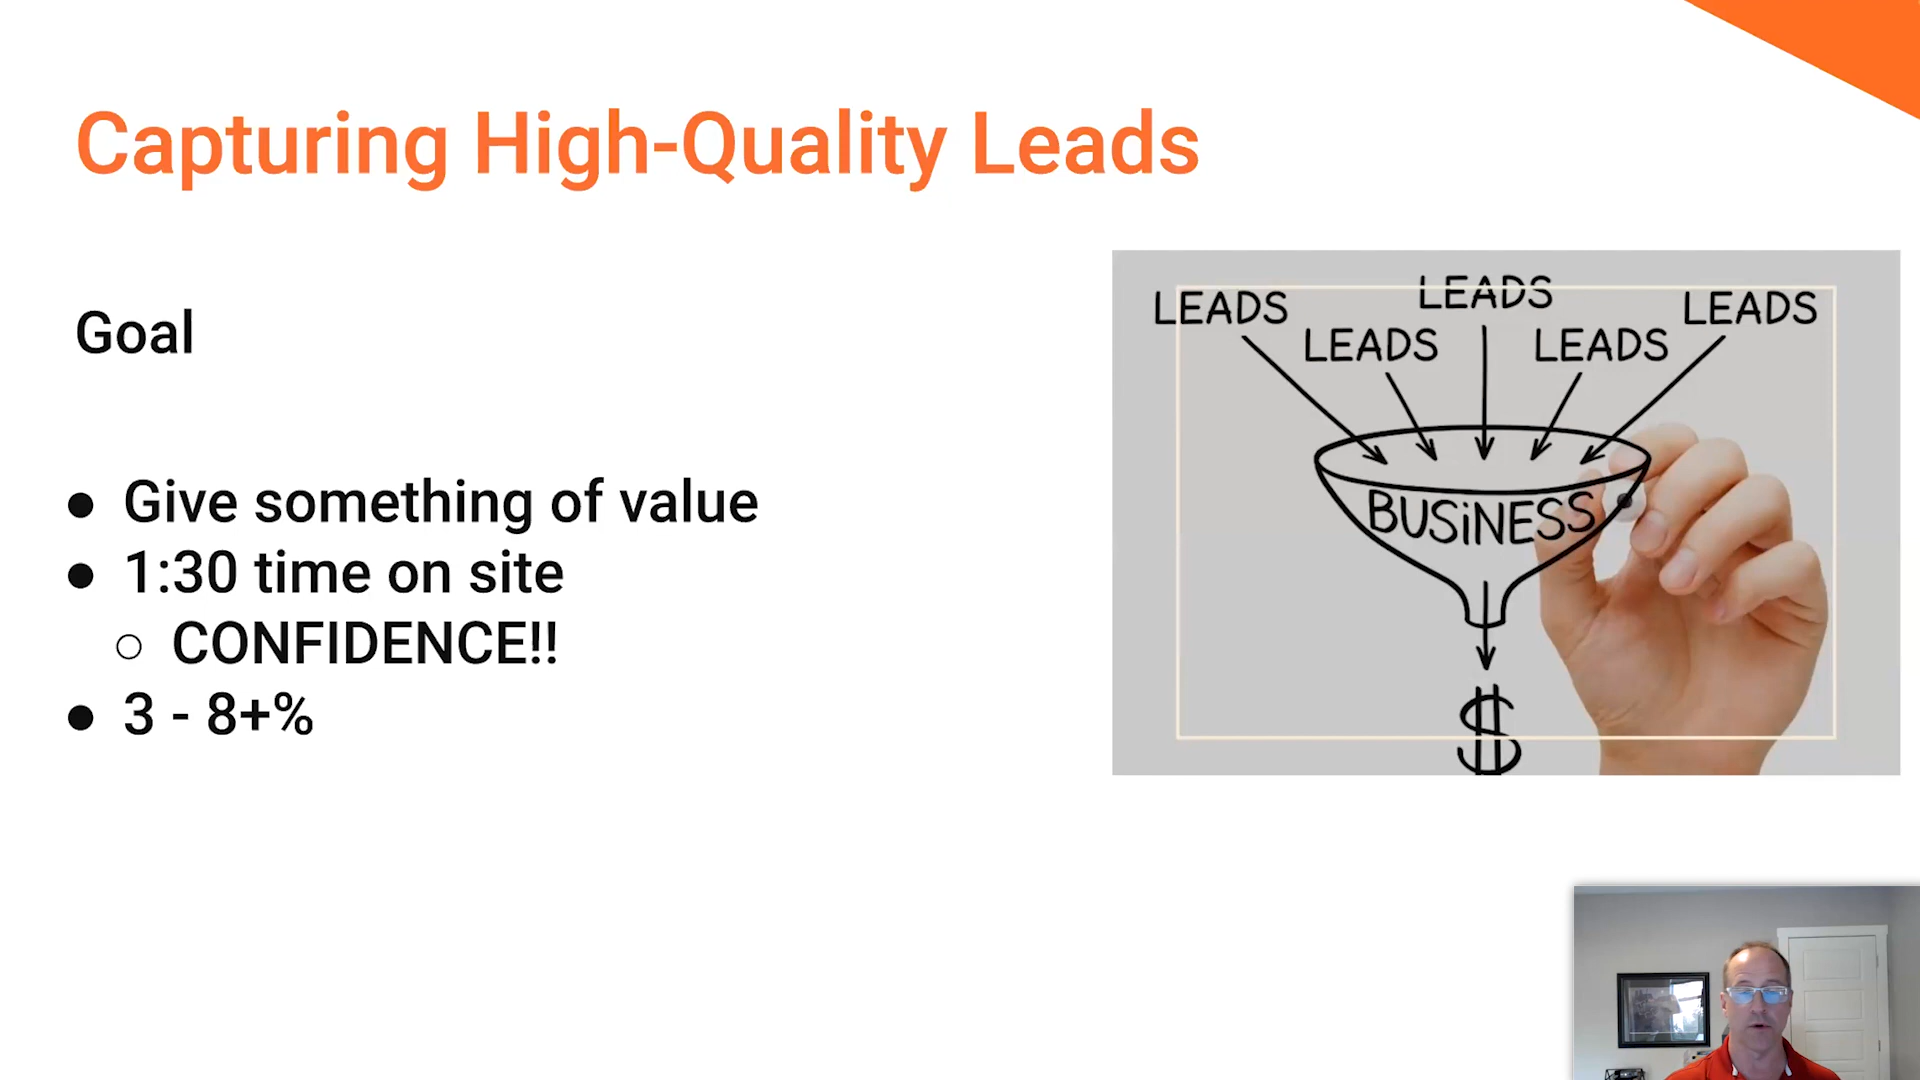 Capturing High-Quality Leads
Goal
● Give something of value
● 1:30 time on site
○ CONFIDENCE!!
● 3 - 8+%
LEADS
LEADS
LEADS
LEADS
LEADS
BUSiNESS
$